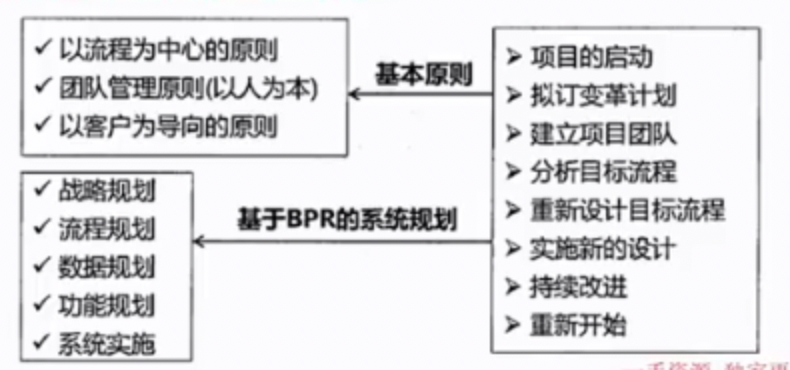 ✓ 以流程为中心的原则
✓ 团队管理原则(以人为本)
✓ 以客户为导向的原则
基本原则
➢ 项目的启动
➢ 拟订变革计划
➢ 建立项目团队
➢ 分析目标流程
➢ 重新设计目标流程
➢ 实施新的设计
➢ 持续改进
➢ 重新开始
基于BPR的系统规划
✓ 战略规划
✓ 流程规划
✓ 数据规划
✓ 功能规划
✓ 系统实施